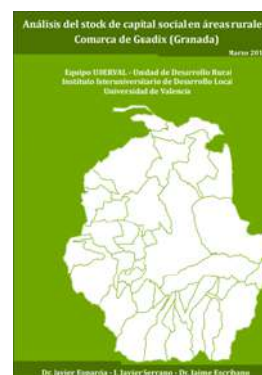 Análisis del stock de capital social en áreas rurale
Comarca de Guadix (Granada)
Marzo 201
Equipo UDERVAL - Unidad de Desarrollo Rural
Instituto Interuniversitario de Desarrollo Local
Universidad de Valencia
Dr. Javier Esparcia - J. Javier Serrano - Dr. Jaime Escribano